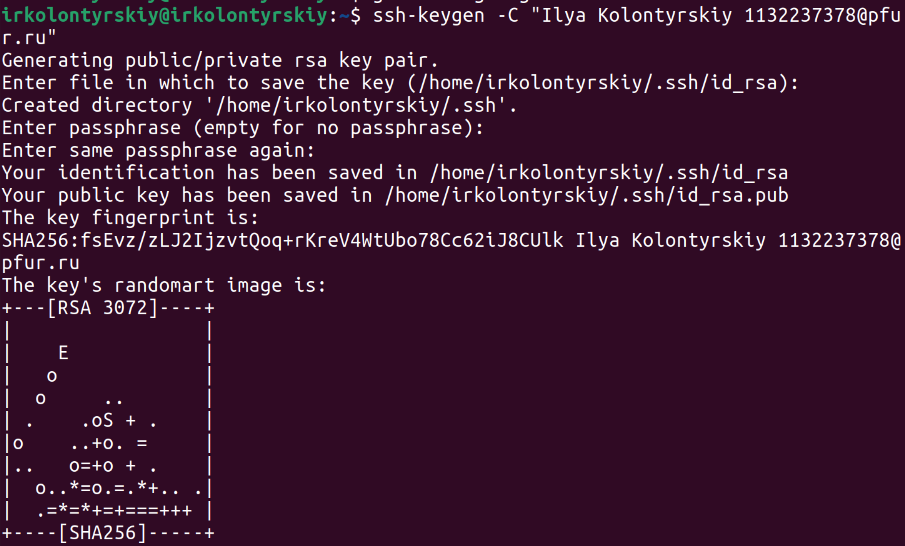 irkolontyrskiy@irkolontyrskiy:~$ ssh-keygen -C "Ilya Kolontyrskiy 1132237378@pfu
r.ru"
Generating public/private rsa key pair.
Enter file in which to save the key (/home/irkolontyrskiy/.ssh/id_rsa):
Created directory '/home/irkolontyrskiy/.ssh'.
Enter passphrase (empty for no passphrase):
Enter same passphrase again:
Your identification has been saved in /home/irkolontyrskiy/.ssh/id_rsa
Your public key has been saved in /home/irkolontyrskiy/.ssh/id_rsa.pub
The key fingerprint is:
SHA256:fsEvz/zLJ2IjzvtQoq+rKreV4WtUbo78Cc62iJ8CUlk Ilya Kolontyrskiy 1132237378@
pfur.ru
The key's randomart image is:
+---[RSA 3072]----+
|                 |
|    E            |
|   o             |
|  o     ..       |
| .    .oS + .    |
|o    ..+o. =     |
|..   o=+o + .    |
|  o..*=o.=.*+.. .|
|  .=*=*+=+===+++ |
+----[SHA256]-----+